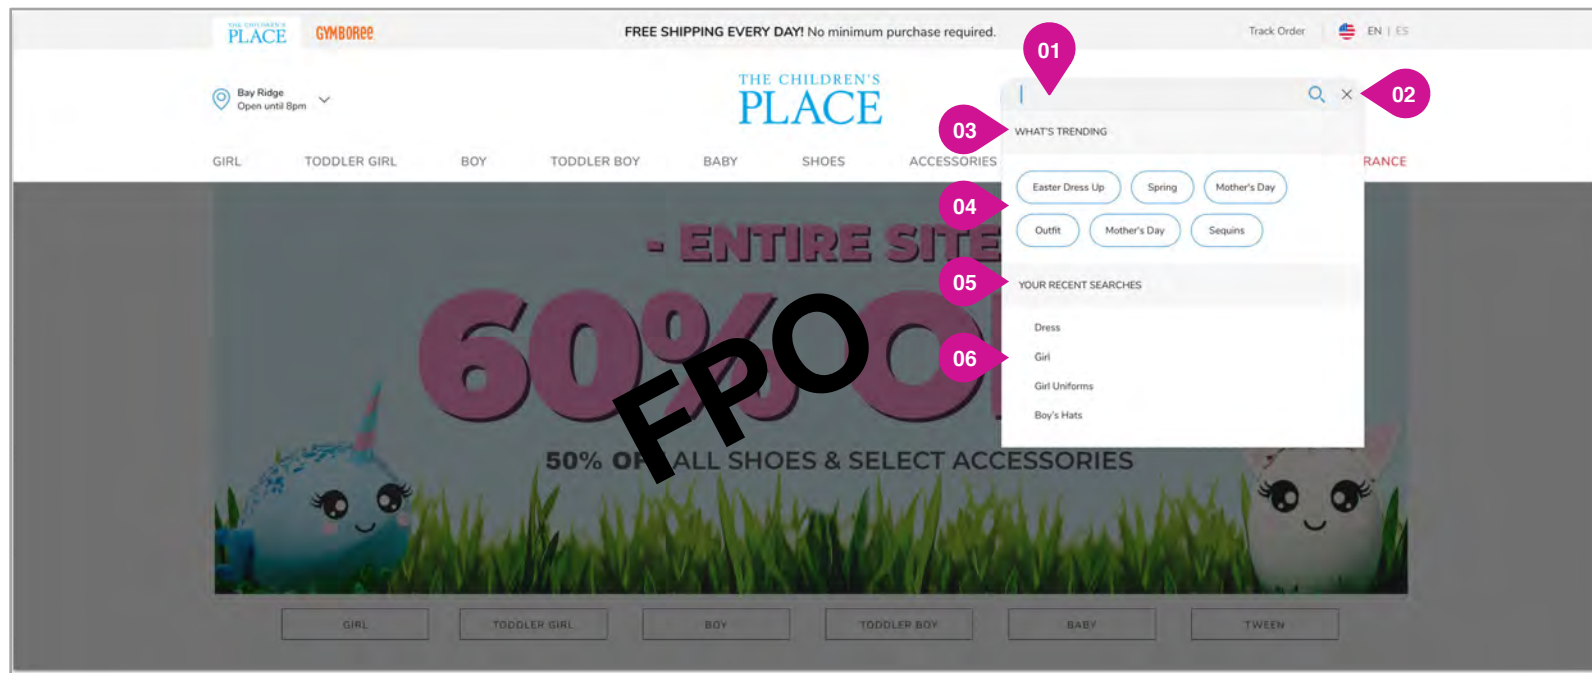 THE CHILDREN'S
PLACE
GYMBOREE
FREE SHIPPING EVERY DAY! No minimum purchase required.
Track Order
EN | ES
01
Bay Ridge
Open until 8pm
THE CHILDREN'S
PLACE
02
03
WHAT'S TRENDING
GIRL TODDLER GIRL BOY TODDLER BOY BABY SHOES ACCESSORIES RANCE
04
Easter Dress Up Spring Mother's Day
Outfit Mother's Day Sequins
- ENTIRE SITE
05
YOUR RECENT SEARCHES
60% O
FPO
Dress
06
Girl
Girl Uniforms
Boy's Hats
50% OF ALL SHOES & SELECT ACCESSORIES
GIRL TODDLER GIRL BOY TODDLER BOY BABY TWEEN